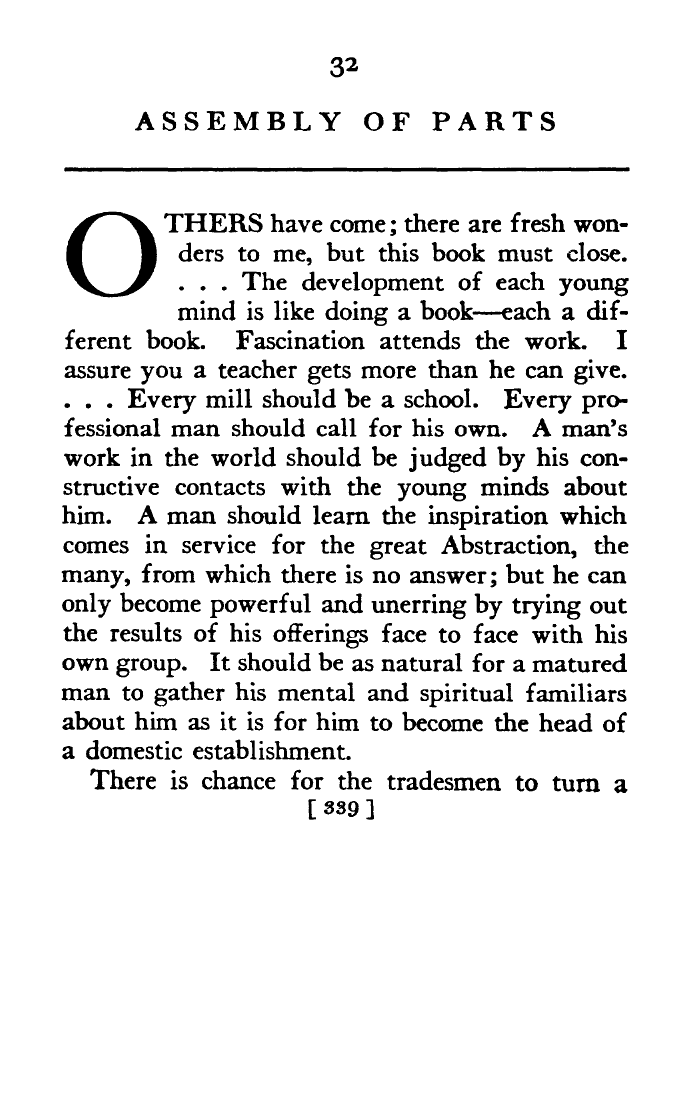 32
ASSEMBLY OF PARTS
OTHERS have come; there are fresh won-
ders to me, but this book must close.
. . . The development of each young
mind is like doing a book—each a dif-
ferent book. Fascination attends the work. I
assure you a teacher gets more than he can give.
. . . Every mill should be a school. Every pro-
fessional man should call for his own. A man's
work in the world should be judged by his con-
structive contacts with the young minds about
him. A man should learn the inspiration which
comes in service for the great Abstraction, the
many, from which there is no answer; but he can
only become powerful and unerring by trying out
the results of his offerings face to face with his
own group. It should be as natural for a matured
man to gather his mental and spiritual familiars
about him as it is for him to become the head of
a domestic establishment.
There is chance for the tradesmen to turn a
[ 339 ]